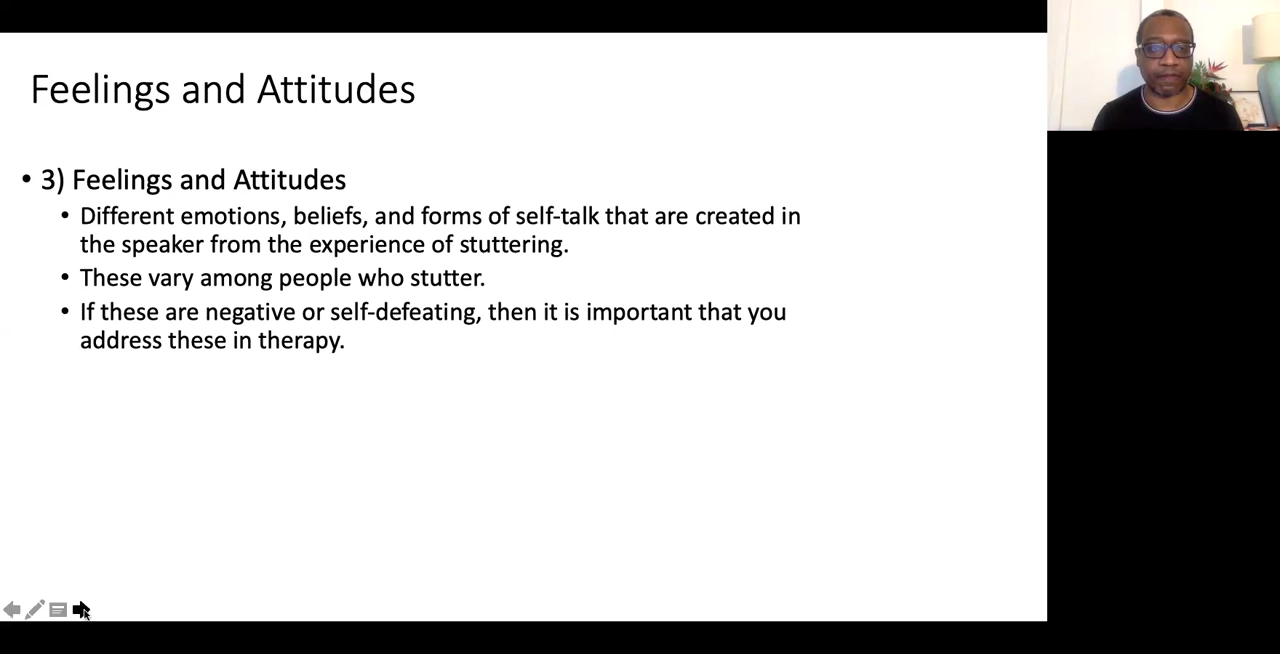 Feelings and Attitudes
• 3) Feelings and Attitudes
• Different emotions, beliefs, and forms of self-talk that are created in
the speaker from the experience of stuttering.
• These vary among people who stutter.
• If these are negative or self-defeating, then it is important that you
address these in therapy.